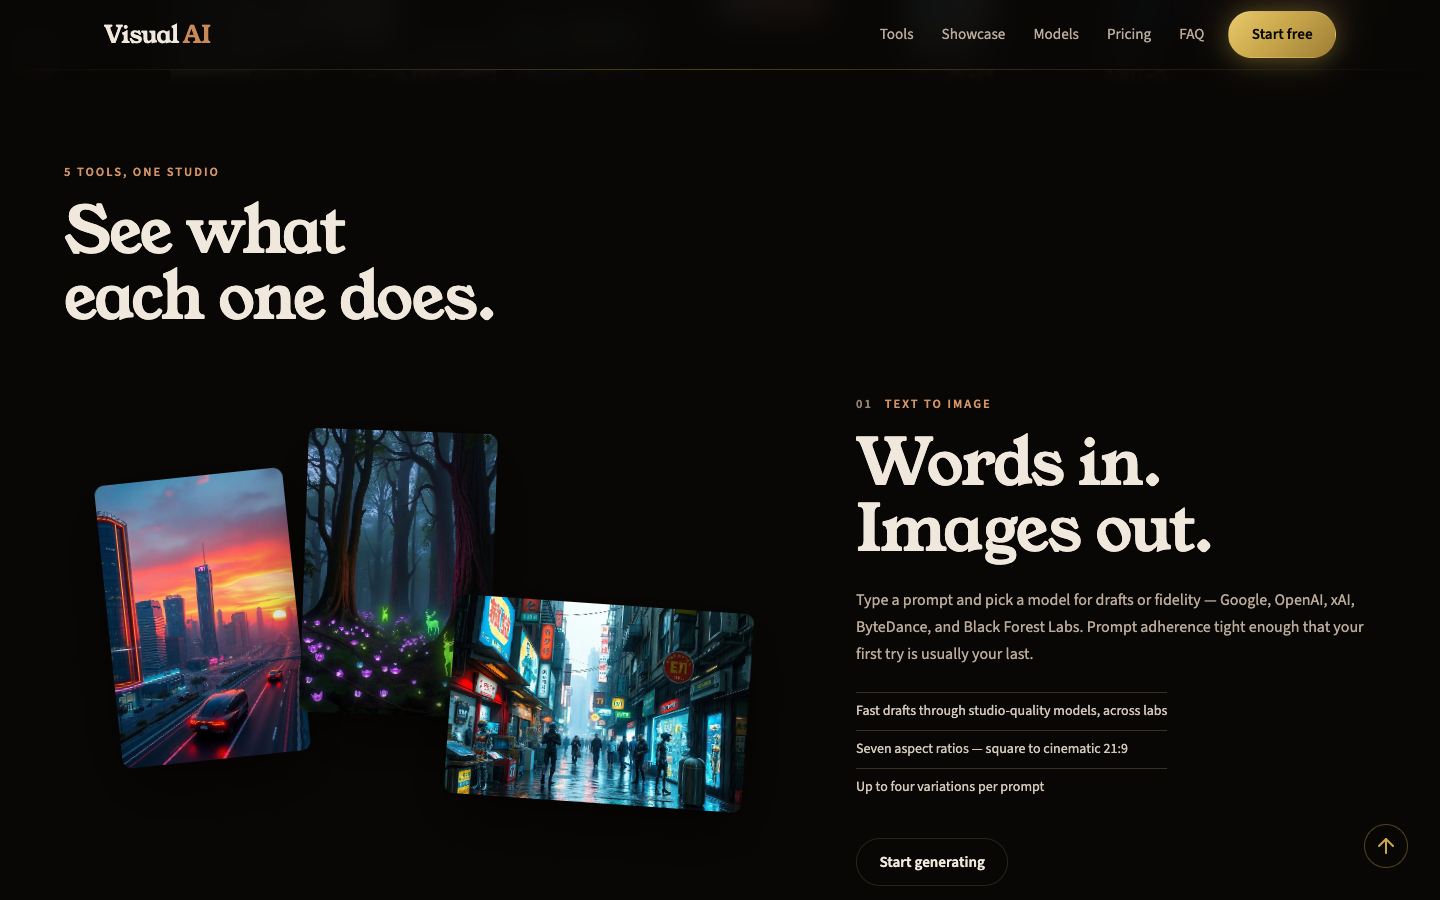 Visual AI
Tools
Showcase
Models
Pricing
FAQ
Start free
5 TOOLS, ONE STUDIO
See what
each one does.
01 TEXT TO IMAGE
Words in.
Images out.
Type a prompt and pick a model for drafts or fidelity — Google, OpenAI, xAI,
ByteDance, and Black Forest Labs. Prompt adherence tight enough that your
first try is usually your last.
Fast drafts through studio-quality models, across labs
Seven aspect ratios — square to cinematic 21:9
Up to four variations per prompt
Start generating